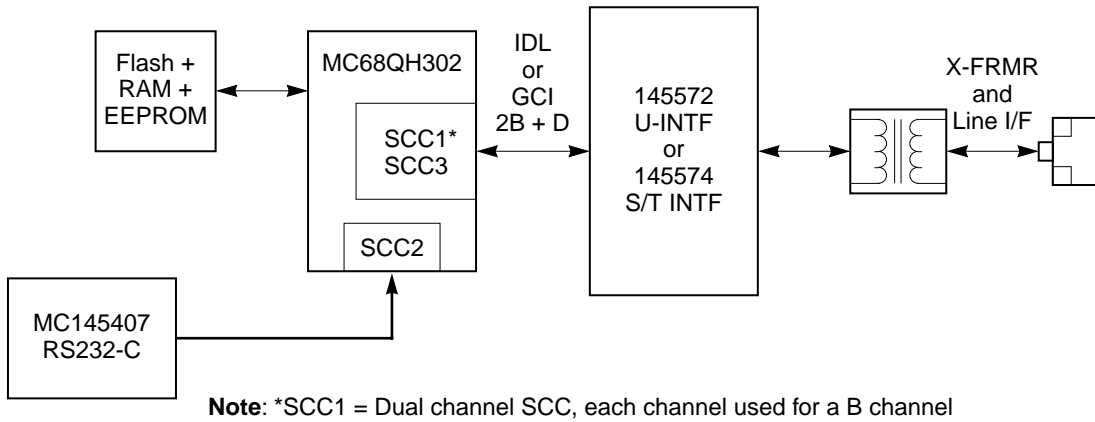 Flash +
RAM +
EEPROM
MC68QH302
SCC1*
SCC3
SCC2
IDL
or
GCI
2B + D
145572
U-INTF
or
145574
S/T INTF
X-FRMR
and
Line I/F
MC145407
RS232-C
Note: *SCC1 = Dual channel SCC, each channel used for a B channel